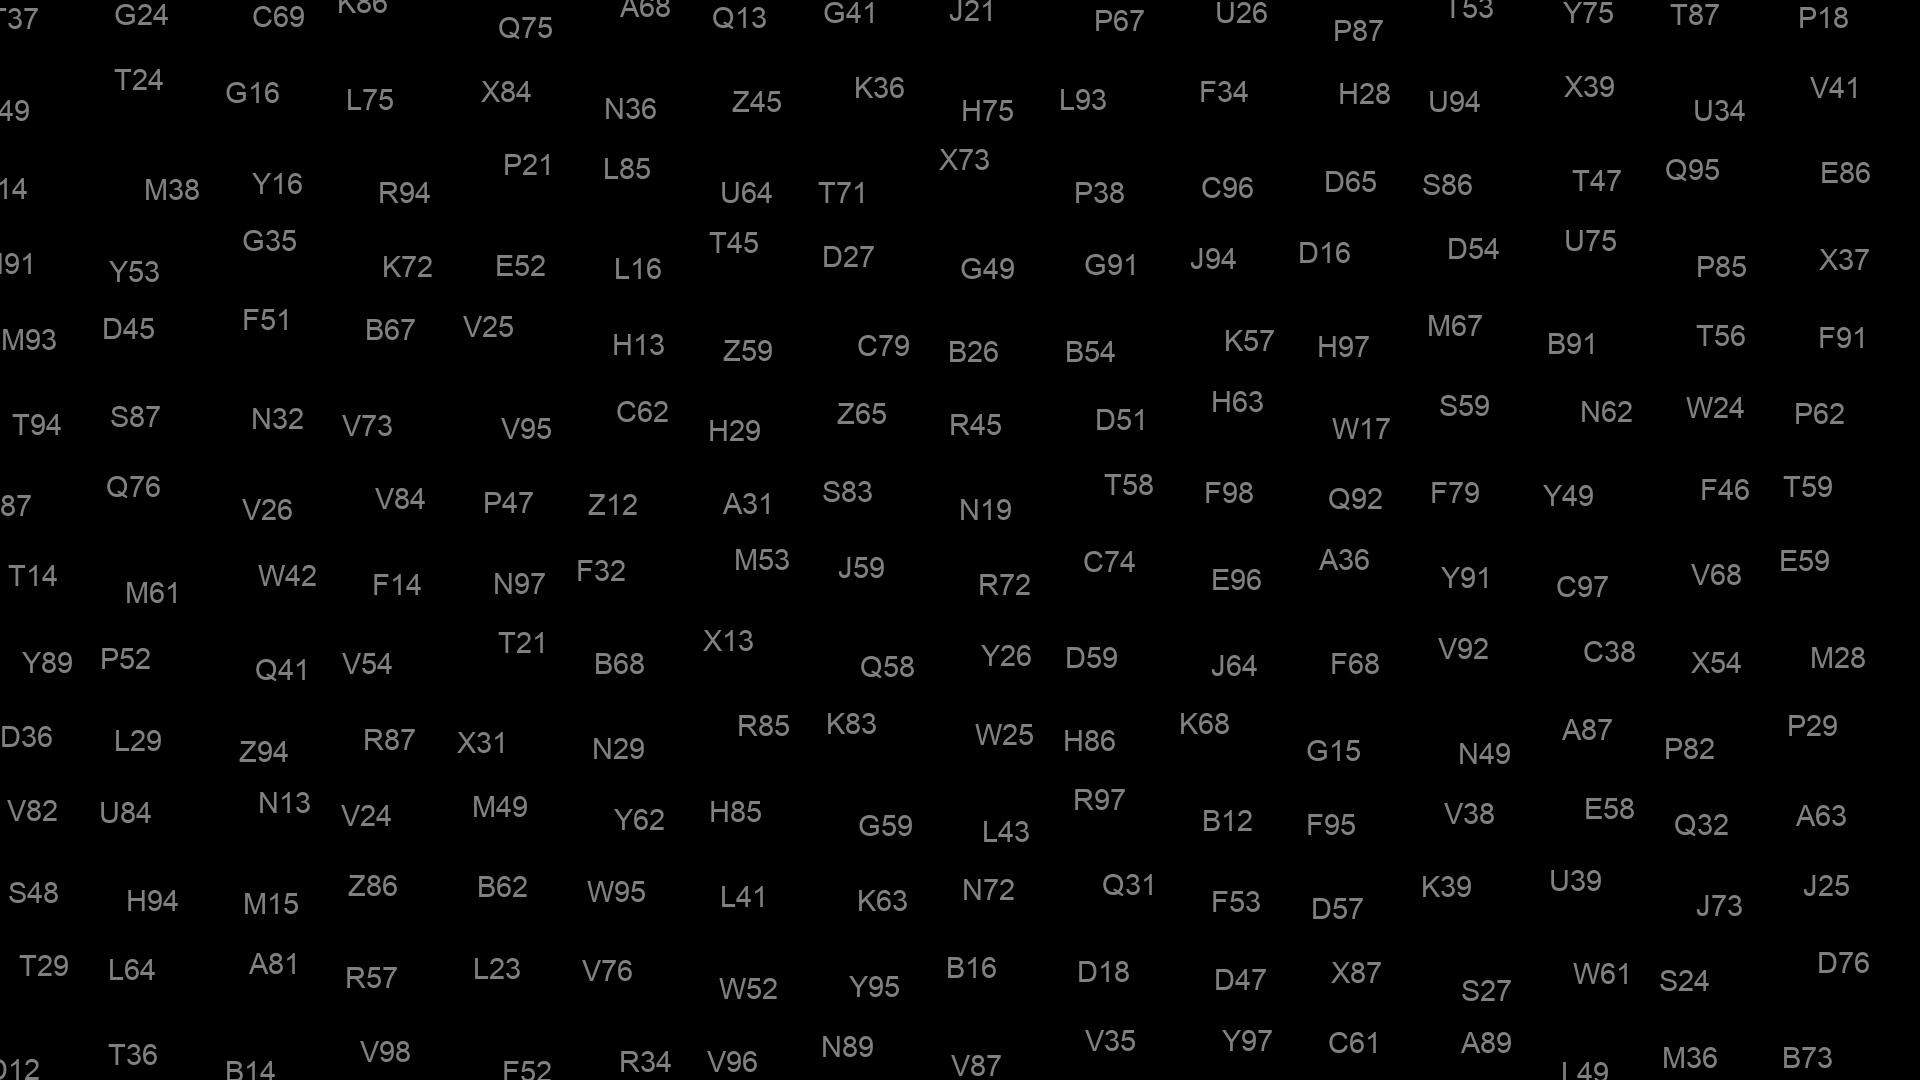 G24 C69 K86 Q75 A68 Q13 G41 J21 P67 U26 P87 T53 Y75 T87 P18
T24 G16 L75 X84 N36 Z45 K36 H75 L93 F34 H28 U94 X39 U34 V41
M38 Y16 R94 P21 L85 U64 T71 X73 P38 C96 D65 S86 T47 Q95 E86
Y53 G35 K72 E52 L16 T45 D27 G49 G91 J94 D16 D54 U75 P85 X37
M93 D45 F51 B67 V25 H13 Z59 C79 B26 B54 K57 H97 M67 B91 T56 F91
T94 S87 N32 V73 V95 C62 H29 Z65 R45 D51 H63 W17 S59 N62 W24 P62
87 Q76 V26 V84 P47 Z12 A31 S83 N19 T58 F98 Q92 F79 Y49 F46 T59
T14 M61 W42 F14 N97 F32 M53 J59 R72 C74 E96 A36 Y91 C97 V68 E59
Y89 P52 Q41 V54 T21 B68 X13 Q58 Y26 D59 J64 F68 V92 C38 X54 M28
D36 L29 Z94 R87 X31 N29 R85 K83 W25 H86 K68 G15 N49 A87 P82 P29
V82 U84 N13 V24 M49 Y62 H85 G59 L43 R97 B12 F95 V38 E58 Q32 A63
S48 H94 M15 Z86 B62 W95 L41 K63 N72 Q31 F53 D57 K39 U39 J73 J25
T29 L64 A81 R57 L23 V76 W52 Y95 B16 D18 D47 X87 S27 W61 S24 D76
T36 B14 V98 R34 V96 N89 V87 V35 Y97 C61 A89 L49 M36 B73